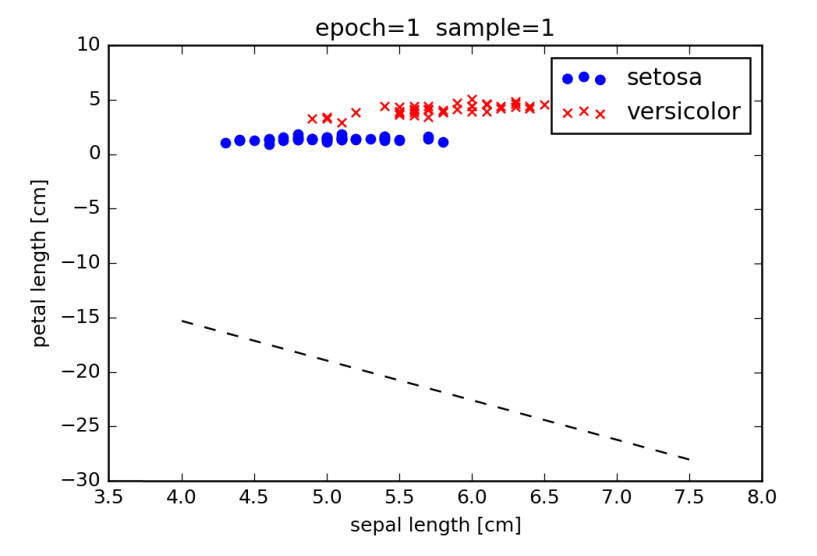 epoch=1 sample=1
10
5
0
−5
−10
−15
−20
−25
−30
petal length [cm]
setosa
versicolor
3.5 4.0 4.5 5.0 5.5 6.0 6.5 7.0 7.5 8.0
sepal length [cm]